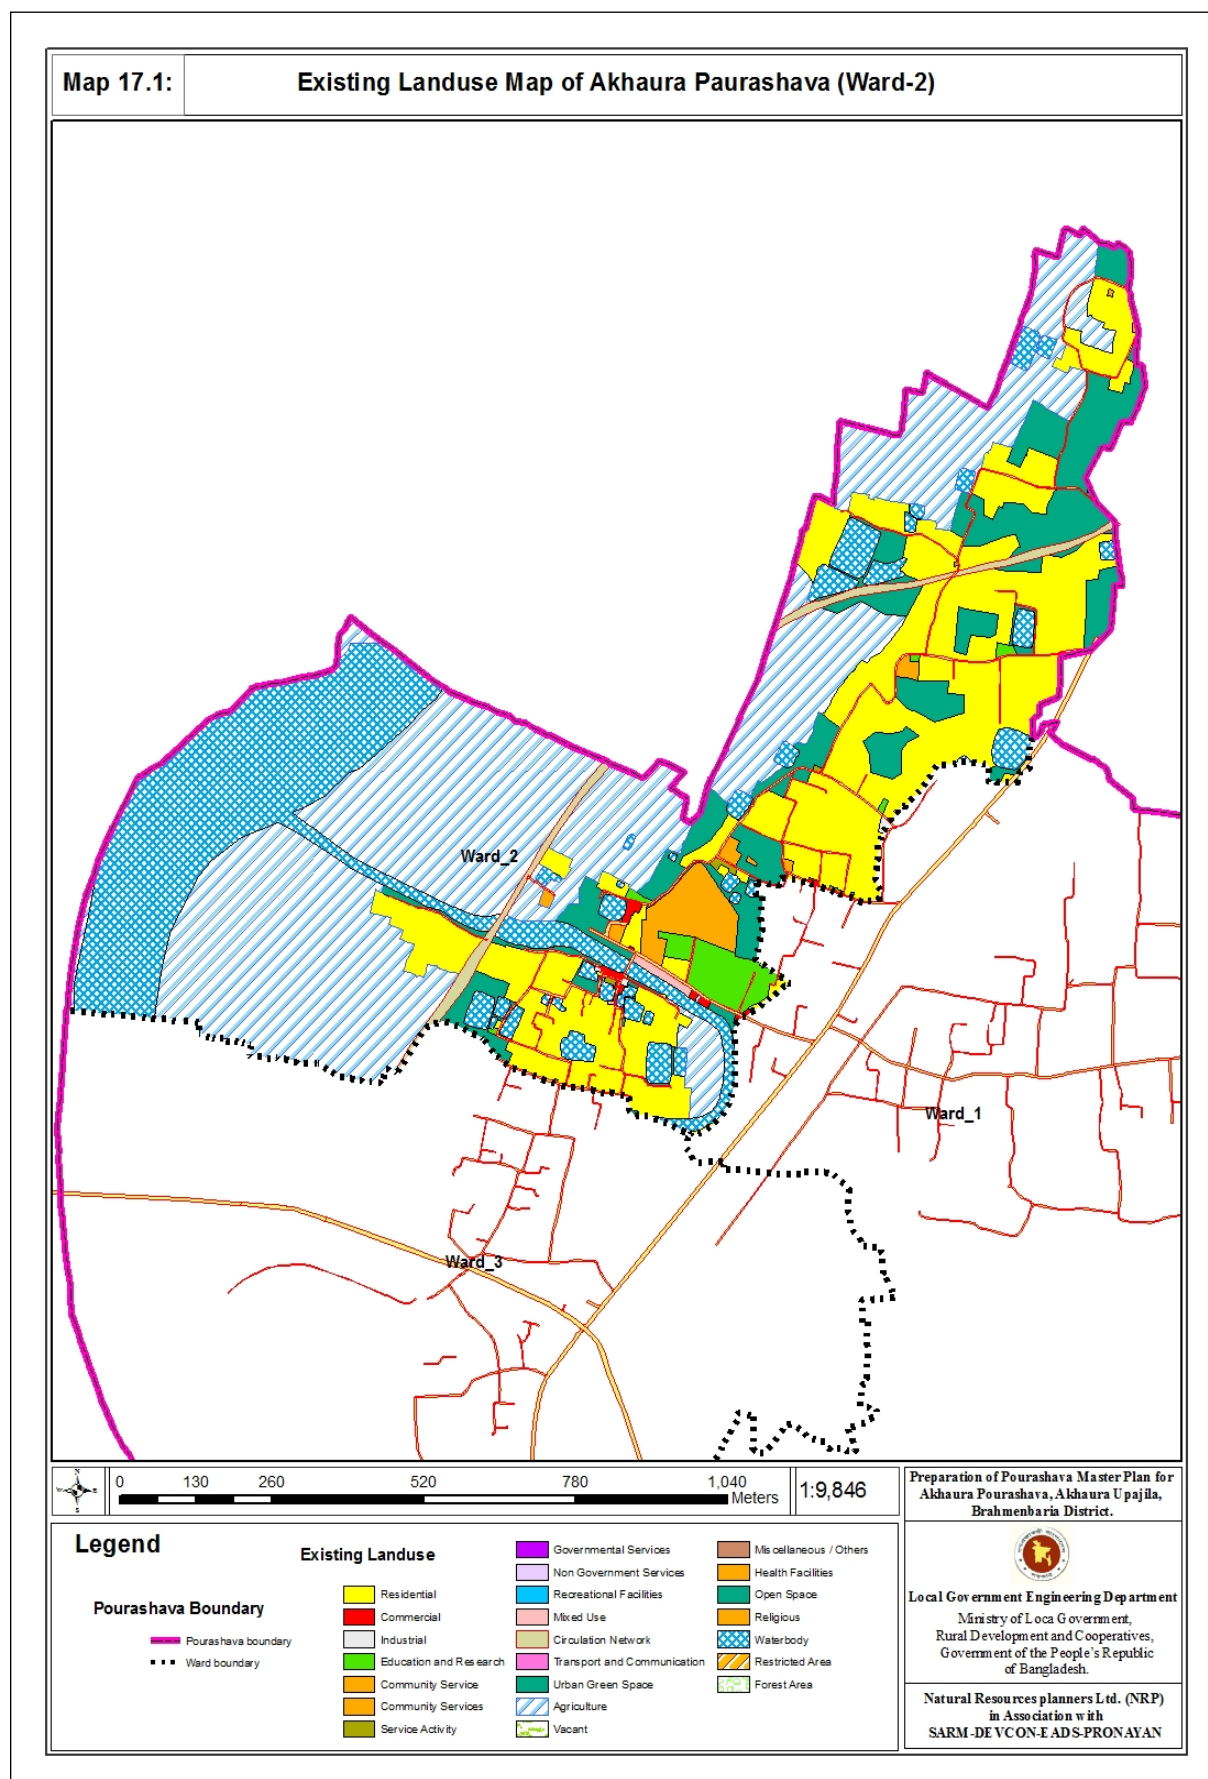 Map 17.1:
Existing Landuse Map of Akhaura Paurashava (Ward-2)
Ward_2
Ward_1
Ward_3
N
W
E
S
0 130 260 520 780 1,040
Meters
1:9,846
Legend
Pourashava Boundary
Pourashava boundary
Ward boundary
Existing Landuse
Residential
Commercial
Industrial
Education and Research
Community Service
Community Services
Service Activity
Governmental Services
Non Government Services
Recreational Facilities
Mixed Use
Circulation Network
Transport and Communication
Urban Green Space
Agriculture
Vacant
Miscellaneous / Others
Health Facilities
Open Space
Religious
Waterbody
Restricted Area
Forest Area
Preparation of Pourashava Master Plan for
Akhaura Pourashava, Akhaura Upajila,
Brahmenbaria District.
Local Government Engineering Department
Ministry of Loca Government,
Rural Development and Cooperatives,
Government of the People's Republic
of Bangladesh.
Natural Resources planners Ltd. (NRP)
in Association with
SARM-DEVCON-EADS-PRONAYAN